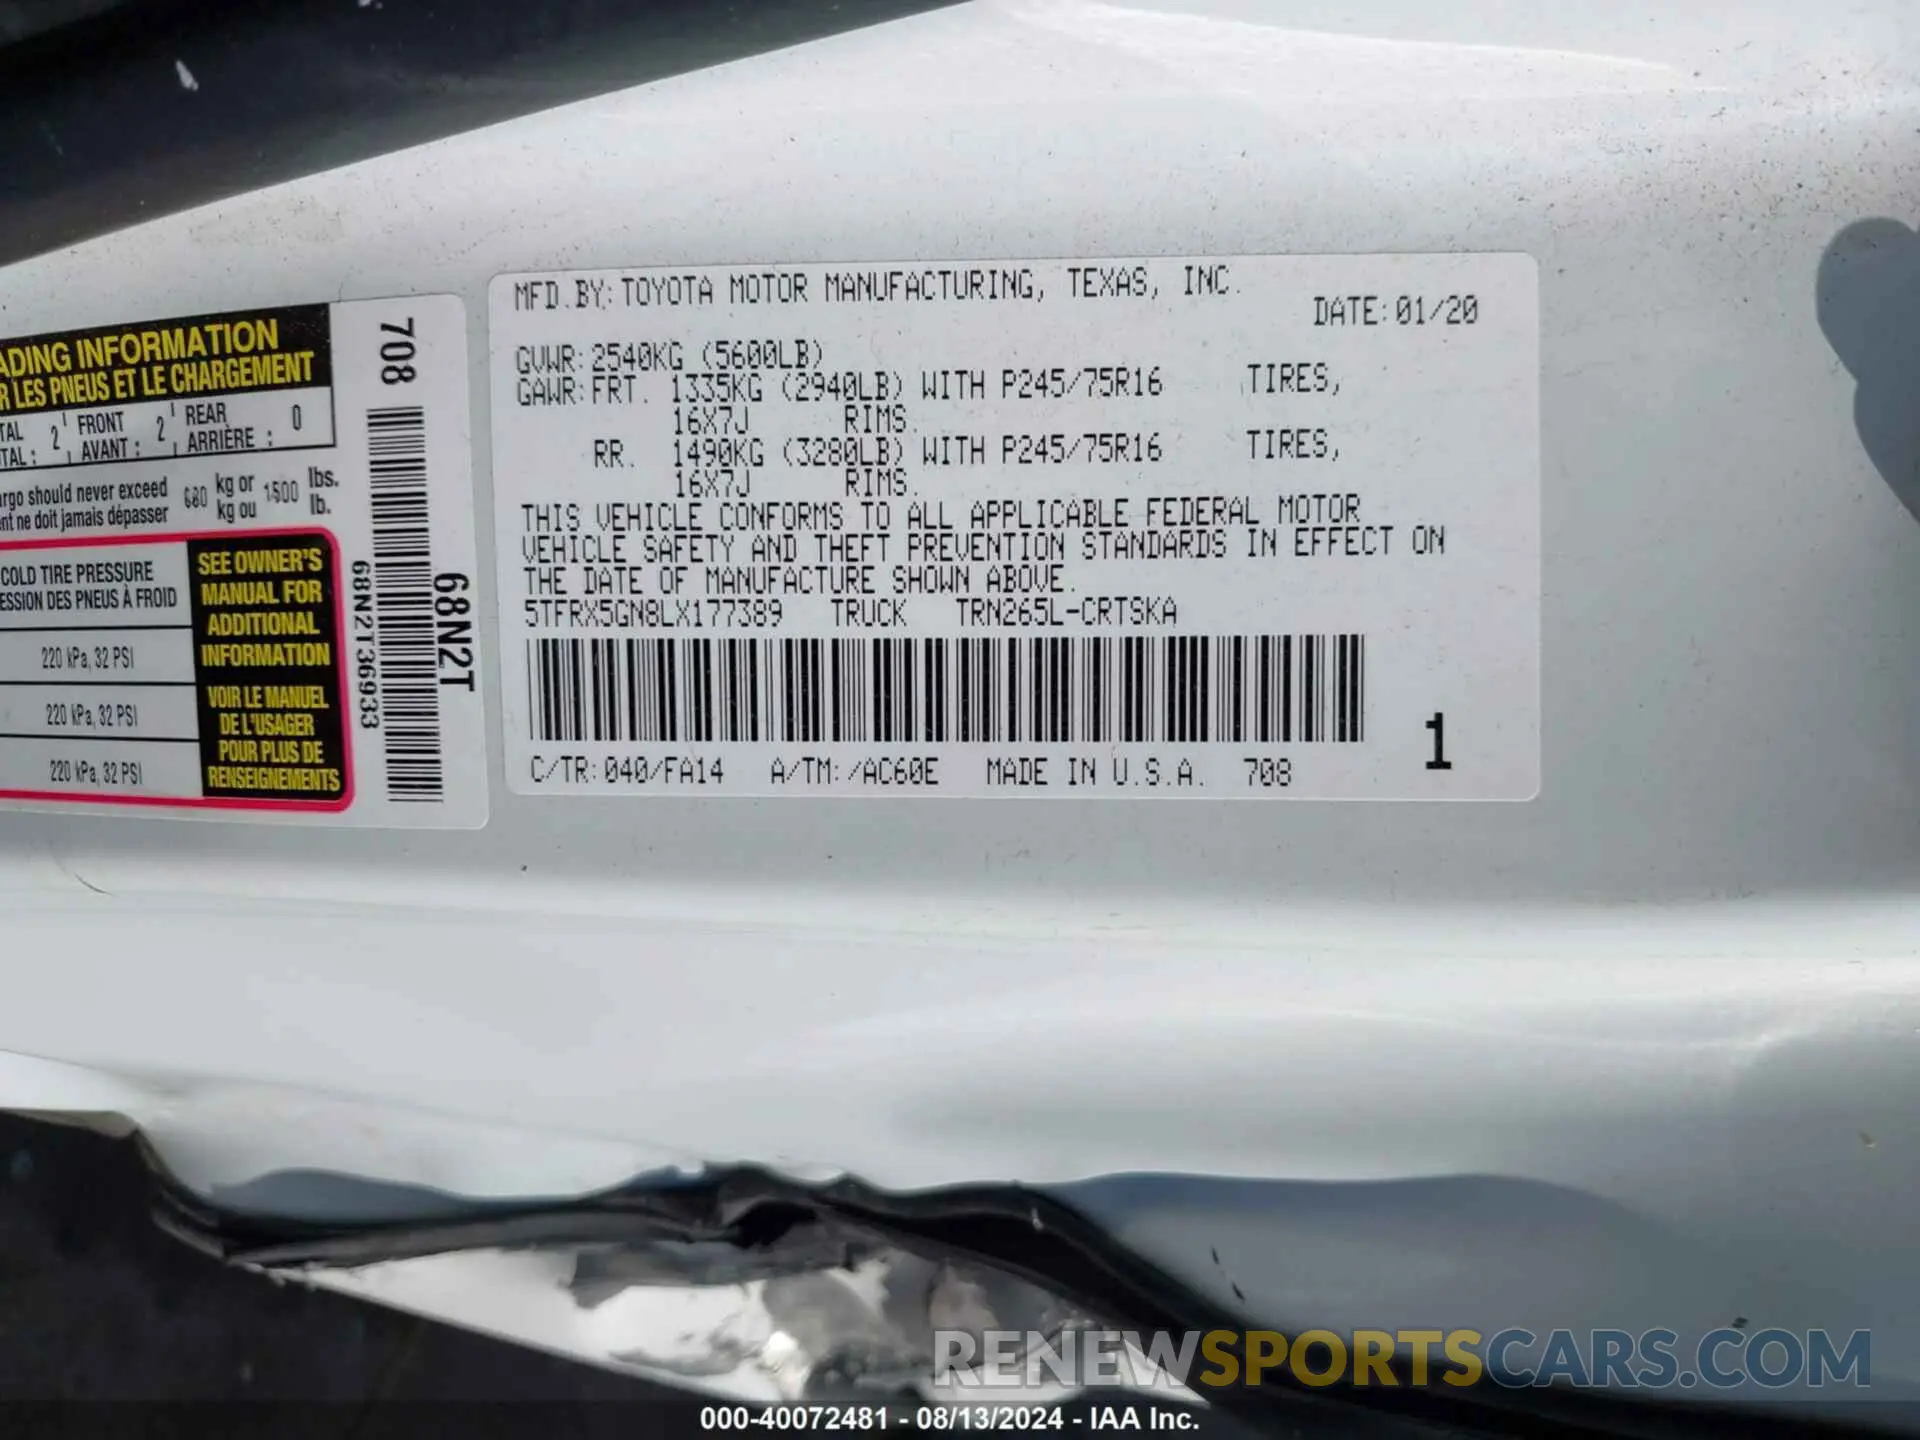 ADING INFORMATION
R LES PNEUS ET LE CHARGEMENT
TAL 2 FRONT 2 REAR 0
TAL : AVANT : ARRIÈRE :
argo should never exceed 680 kg or 1500 lbs.
ent ne doit jamais dépasser kg ou lb.
COLD TIRE PRESSURE
ESSION DES PNEUS À FROID
220 kPa, 32 PSI
220 kPa, 32 PSI
220 kPa, 32 PSI
SEE OWNER'S
MANUAL FOR
ADDITIONAL
INFORMATION
VOIR LE MANUEL
DE L'USAGER
POUR PLUS DE
RENSEIGNEMENTS
708
68N2T36933
68N2T
MFD.BY:TOYOTA MOTOR MANUFACTURING, TEXAS, INC.
DATE:01/20
GVWR:2540KG (5600LB)
GAWR:FRT. 1335KG (2940LB) WITH P245/75R16 TIRES,
16X7J RIMS.
RR. 1490KG (3280LB) WITH P245/75R16 TIRES,
16X7J RIMS.
THIS VEHICLE CONFORMS TO ALL APPLICABLE FEDERAL MOTOR
VEHICLE SAFETY AND THEFT PREVENTION STANDARDS IN EFFECT ON
THE DATE OF MANUFACTURE SHOWN ABOVE.
5TFRX5GN8LX177389 TRUCK TRN265L-CRTSKA
1
C/TR:040/FA14 A/TM:/AC60E MADE IN U.S.A. 708
RENEWSPORTSCARS.COM
000-40072481 - 08/13/2024 - IAA Inc.